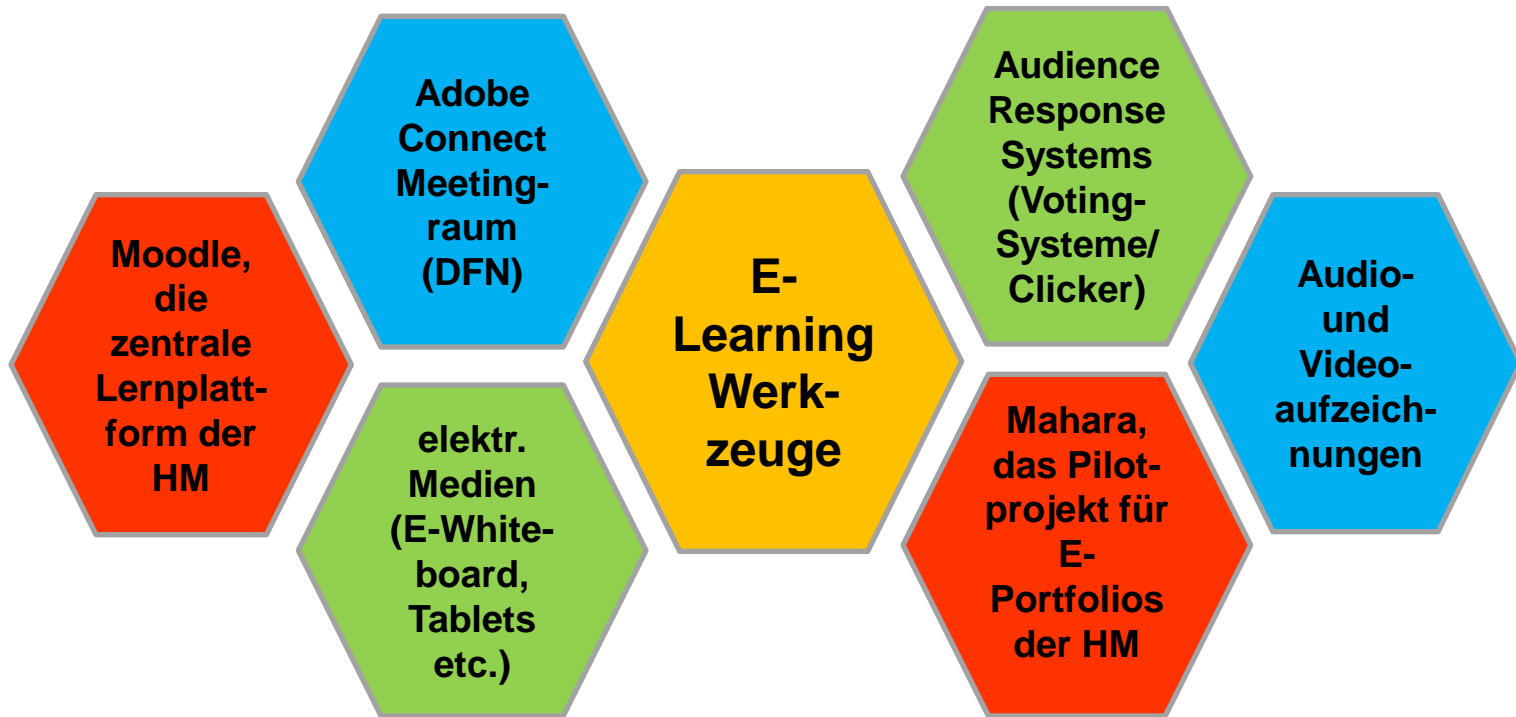 Moodle,
die
zentrale
Lernplatt-
form der
HM
Adobe
Connect
Meeting-
raum
(DFN)
elektr.
Medien
(E-White-
board,
Tablets
etc.)
E-
Learning
Werk-
zeuge
Audience
Response
Systems
(Voting-
Systeme/
Clicker)
Mahara,
das Pilot-
projekt für
E-
Portfolios
der HM
Audio-
und
Video-
aufzeich-
nungen